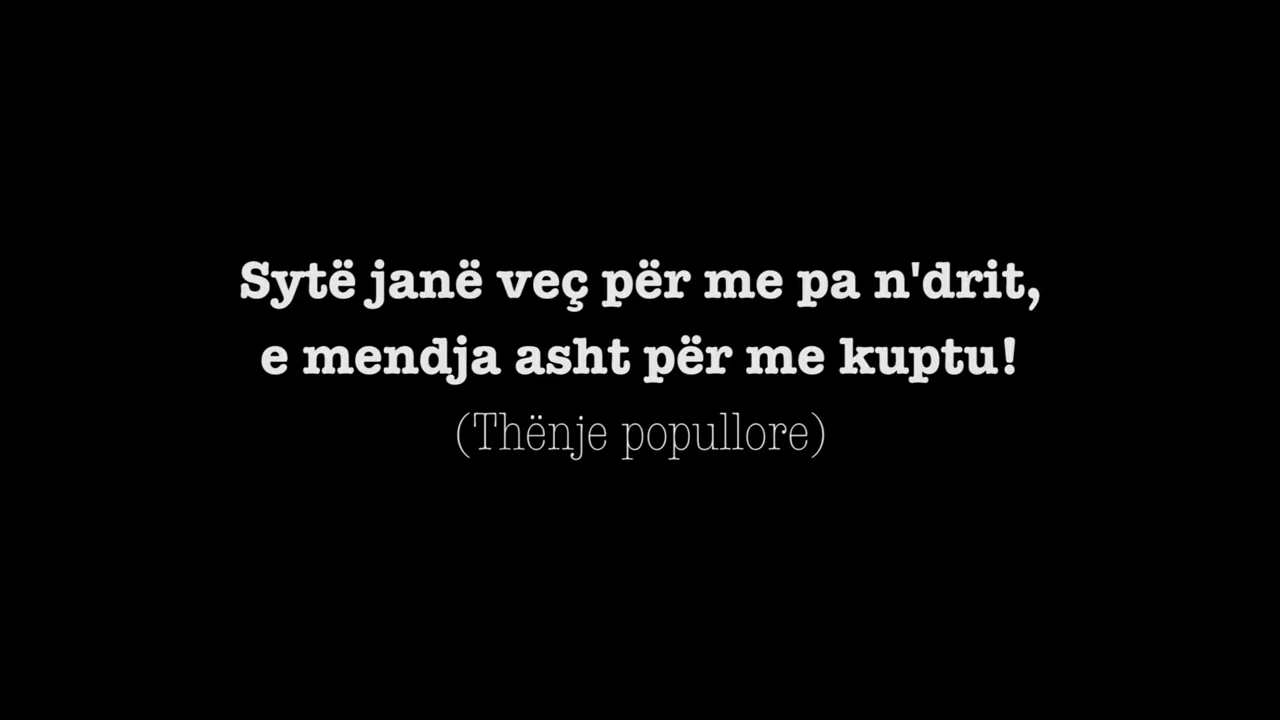 Sytë janë veç për me pa n'drit,
e mendja asht për me kuptu!
(Thënje popullore)